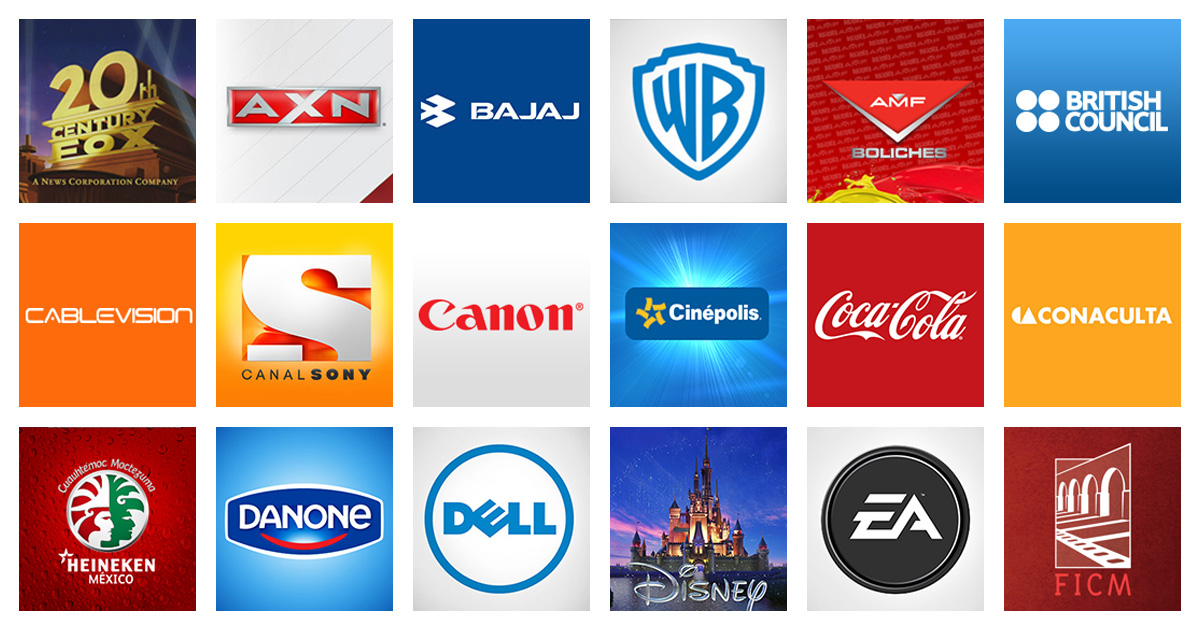 20th
CENTURY
FOX
A NEWS CORPORATION COMPANY
AXN
BAJAJ
WB
AMF
BOLICHES
BRITISH
COUNCIL
CABLEVISION
CANAL SONY
Canon®
Cinépolis®
Coca-Cola®
CONACULTA
Cuauhtémoc Moctezuma
HEINEKEN
MÉXICO
DANONE
DELL
DISNEY
EA™
FICM